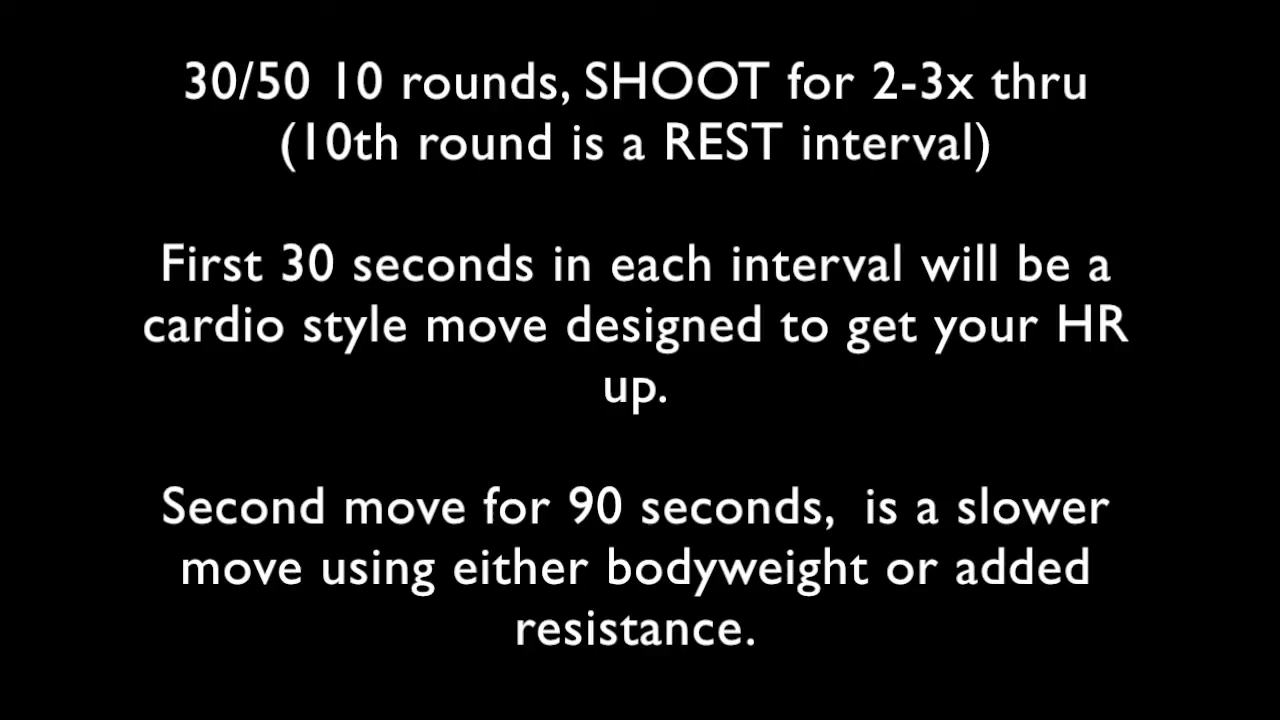 30/50 10 rounds, SHOOT for 2-3x thru
(10th round is a REST interval)
First 30 seconds in each interval will be a
cardio style move designed to get your HR
up.
Second move for 90 seconds,  is a slower
move using either bodyweight or added
resistance.